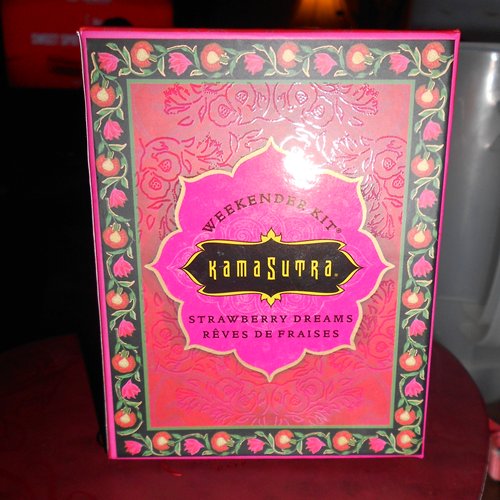 WEEKENDER KIT®
KAMASUTRA®
STRAWBERRY DREAMS
RÊVES DE FRAISES